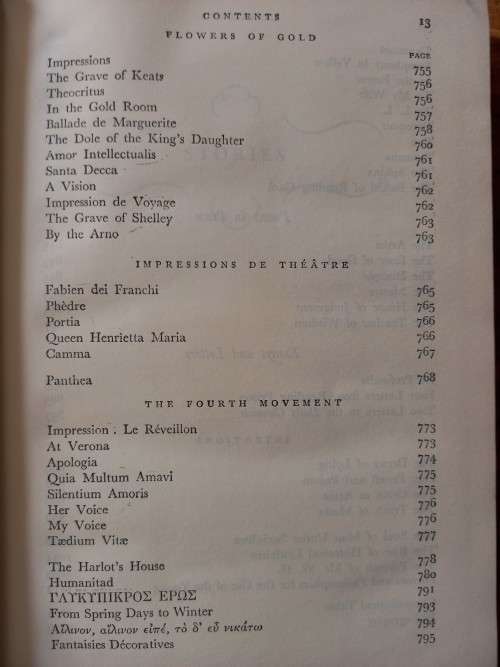 CONTENTS 13
FLOWERS OF GOLD
PAGE
Impressions 755
The Grave of Keats 756
Theocritus 756
In the Gold Room 757
Ballade de Marguerite 758
The Dole of the King's Daughter 760
Amor Intellectualis 761
Santa Decca 761
A Vision 762
Impression de Voyage 762
The Grave of Shelley 763
By the Arno 763
IMPRESSIONS DE THÉÂTRE
Fabien dei Franchi 765
Phèdre 765
Portia 766
Queen Henrietta Maria 766
Camma 767
Panthea 768
THE FOURTH MOVEMENT
Impression : Le Réveillon 773
At Verona 773
Apologia 774
Quia Multum Amavi 775
Silentium Amoris 775
Her Voice 776
My Voice 776
Tædium Vitæ 777
The Harlot's House 778
Humanitad 780
ΓΛΥΚΥΠΙΚΡΟΣ ΕΡΩΣ 791
From Spring Days to Winter 793
Αἴλινον, αἴλινον εἰπέ, τὸ δ' εὖ νικάτω 794
Fantaisies Décoratives 795